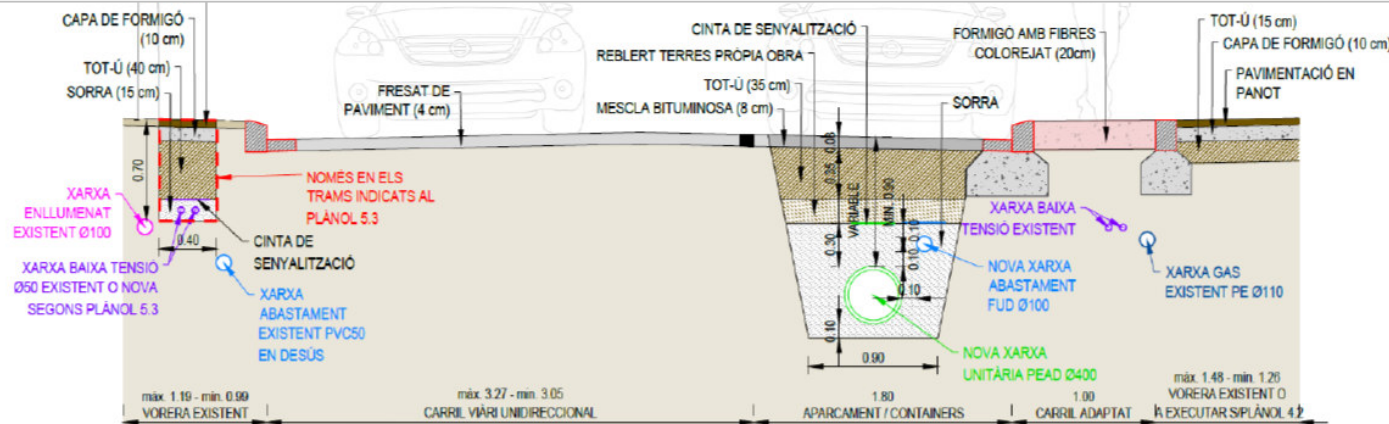 CAPA DE FORMIGÓ
(10 cm)
TOT-Ú (40 cm)
SORRA (15 cm)
FRESAT DE
PAVIMENT (4 cm)
CINTA DE SENYALITZACIÓ
REBLERT TERRES PRÒPIA OBRA
TOT-Ú (35 cm)
MESCLA BITUMINOSA (8 cm)
SORRA
FORMIGÓ AMB FIBRES
COLOREJAT (20cm)
TOT-Ú (15 cm)
CAPA DE FORMIGÓ (10 cm)
PAVIMENTACIÓ EN
PANOT
0.70
0.40
NOMÉS EN ELS
TRAMS INDICATS AL
PLÀNOL 5.3
XARXA
ENLLUMENAT
EXISTENT Ø100
CINTA DE
SENYALITZACIÓ
XARXA BAIXA TENSIÓ
Ø50 EXISTENT O NOVA
SEGONS PLÀNOL 5.3
XARXA
ABASTAMENT
EXISTENT PVC50
EN DESÚS
0.08
0.35
VARIABLE
MIN. 0.90
0.30
0.10
0.10
0.10
0.10
0.90
XARXA BAIXA
TENSIÓ EXISTENT
NOVA XARXA
ABASTAMENT
FUD Ø100
XARXA GAS
EXISTENT PE Ø110
NOVA XARXA
UNITÀRIA PEAD Ø400
màx. 1.19 - mín. 0.99
VORERA EXISTENT
màx. 3.27 - mín. 3.05
CARRIL VIÀRI UNIDIRECCIONAL
1.80
APARCAMENT / CONTAINERS
1.00
CARRIL ADAPTAT
màx. 1.48 - mín. 1.26
VORERA EXISTENT O
A EXECUTAR S/PLÀNOL 4.2